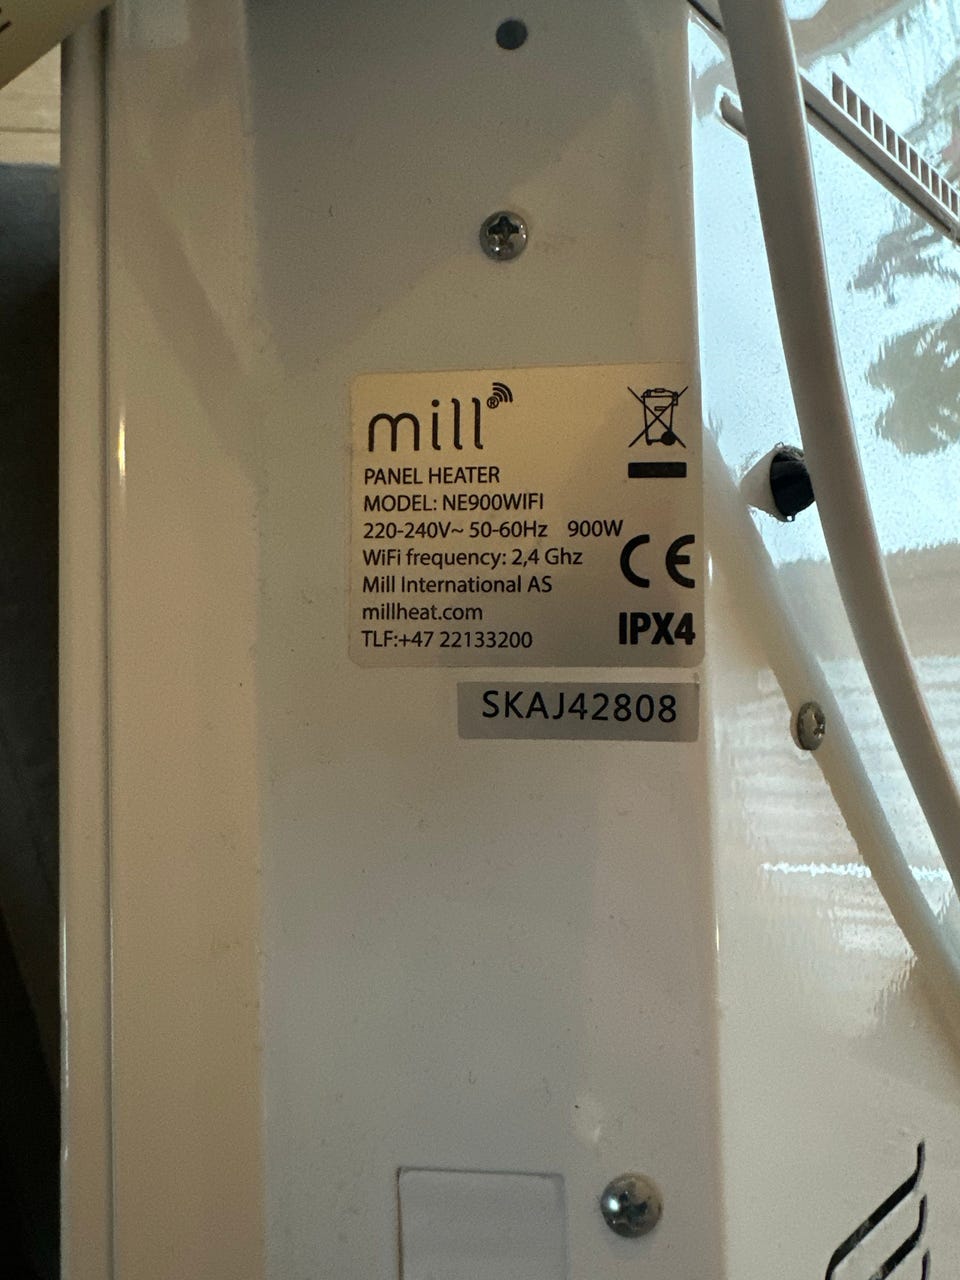 mill®
PANEL HEATER
MODEL: NE900WIFI
220-240V~ 50-60Hz 900W
WiFi frequency: 2,4 Ghz
Mill International AS
millheat.com
TLF:+47 22133200
CE
IPX4
SKAJ42808